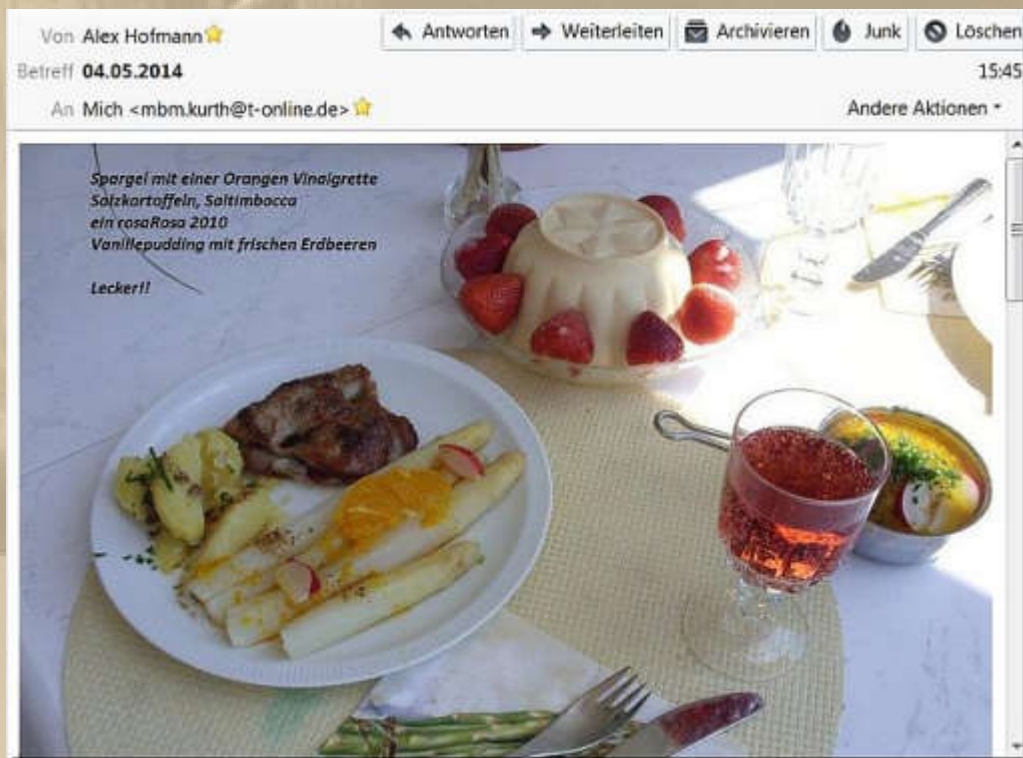 Von Alex Hofmann
Antworten Weiterleiten Archivieren Junk Löschen
Betreff 04.05.2014
15:45
An Mich <mbm.kurth@t-online.de>
Andere Aktionen
Spargel mit einer Orangen Vinaigrette
Salzkartoffeln, Saltimbocca
ein rosaRosa 2010
Vanillepudding mit frischen Erdbeeren
Lecker!!